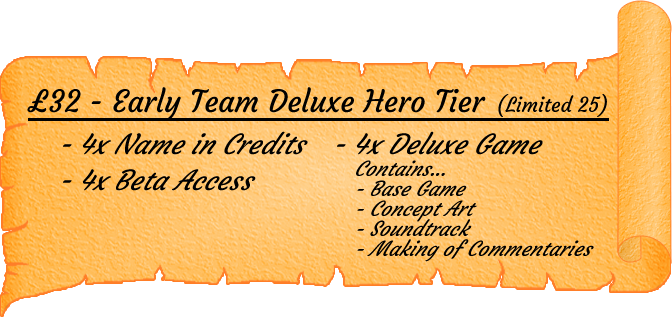 £32 - Early Team Deluxe Hero Tier (Limited 25)
- 4x Name in Credits
- 4x Beta Access
- 4x Deluxe Game
Contains...
- Base Game
- Concept Art
- Soundtrack
- Making of Commentaries